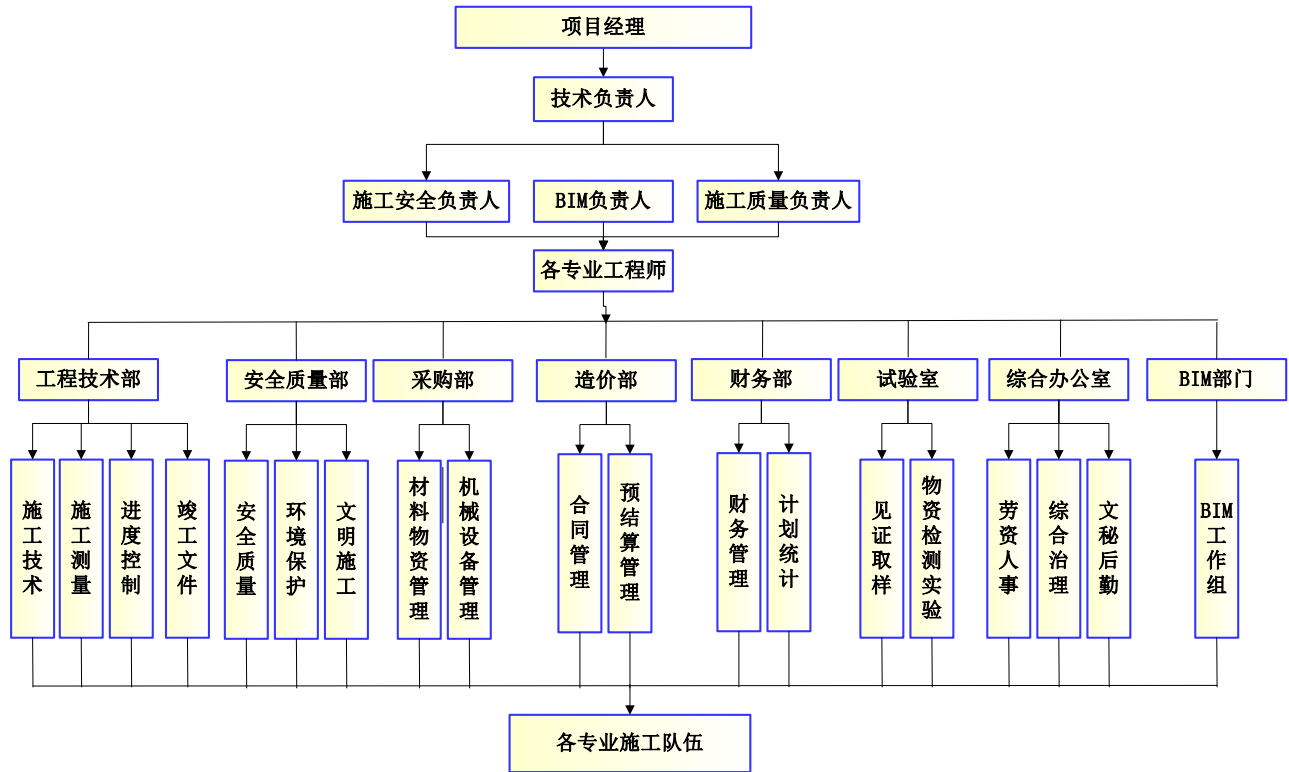 项目经理
技术负责人
施工安全负责人
BIM负责人
施工质量负责人
各专业工程师
工程技术部
安全质量部
采购部
造价部
财务部
试验室
综合办公室
BIM部门
施工技术
施工测量
进度控制
竣工文件
安全质量
环境保护
文明施工
材料物资管理
机械设备管理
合同管理
预结算管理
财务管理
计划统计
见证取样
物资检测实验
劳资人事
综合治理
文秘后勤
BIM工作组
各专业施工队伍